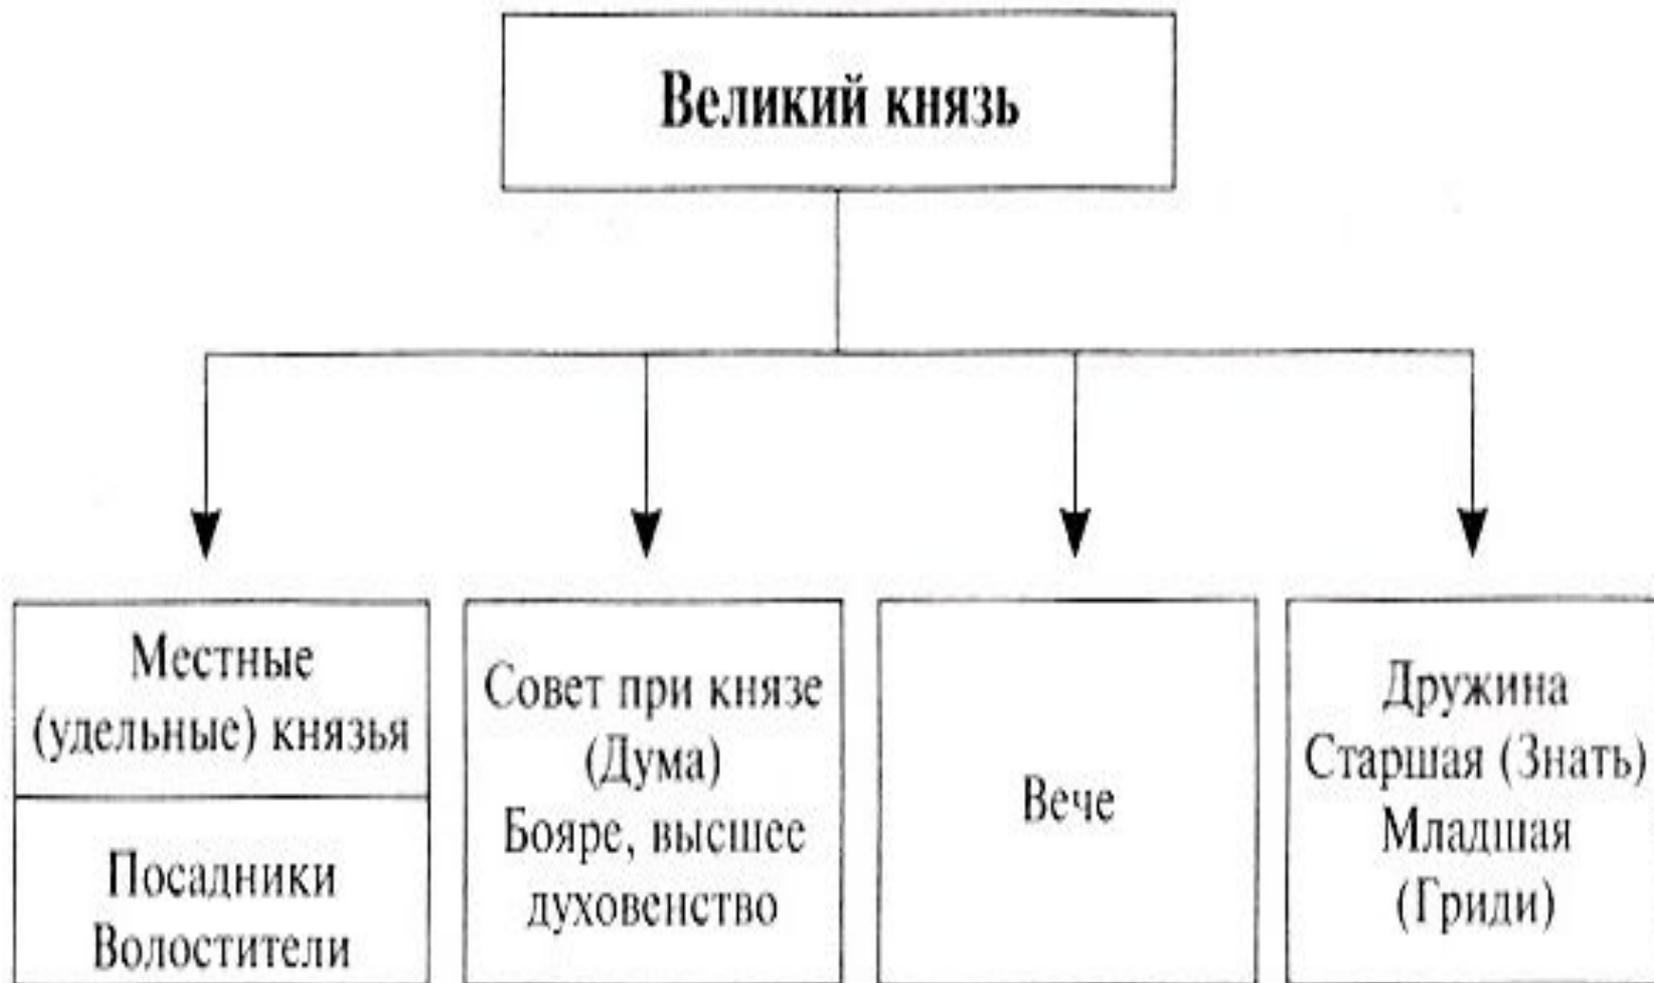 Великий князь
Местные
(удельные) князья
Посадники
Волостители
Совет при князе
(Дума)
Бояре, высшее
духовенство
Вече
Дружина
Старшая (Знать)
Младшая
(Гриди)